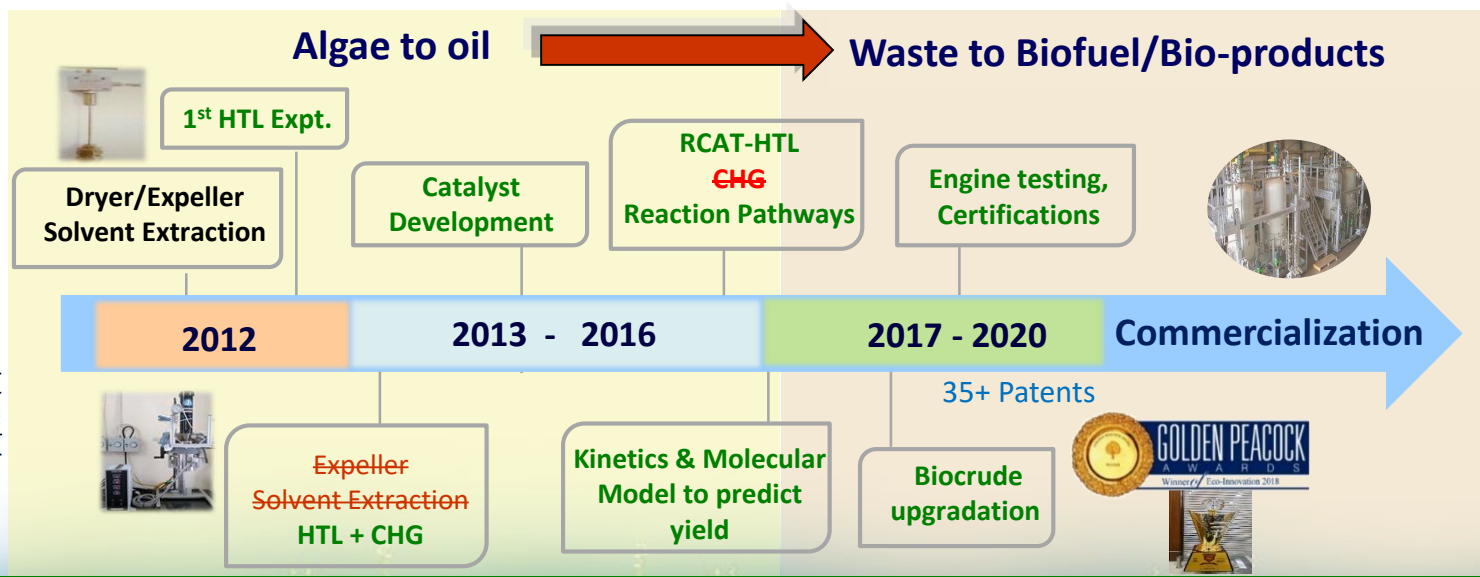 Algae to oil
Waste to Biofuel/Bio-products
1st HTL Expt.
Dryer/Expeller
Solvent Extraction
Catalyst
Development
RCAT-HTL
CHG
Reaction Pathways
Engine testing,
Certifications
2012
2013 - 2016
2017 - 2020
Commercialization
35+ Patents
Expeller
Solvent Extraction
HTL + CHG
Kinetics & Molecular
Model to predict
yield
Biocrude
upgradation
GOLDEN PEACOCK
AWARDS
Winner of Eco-Innovation 2018